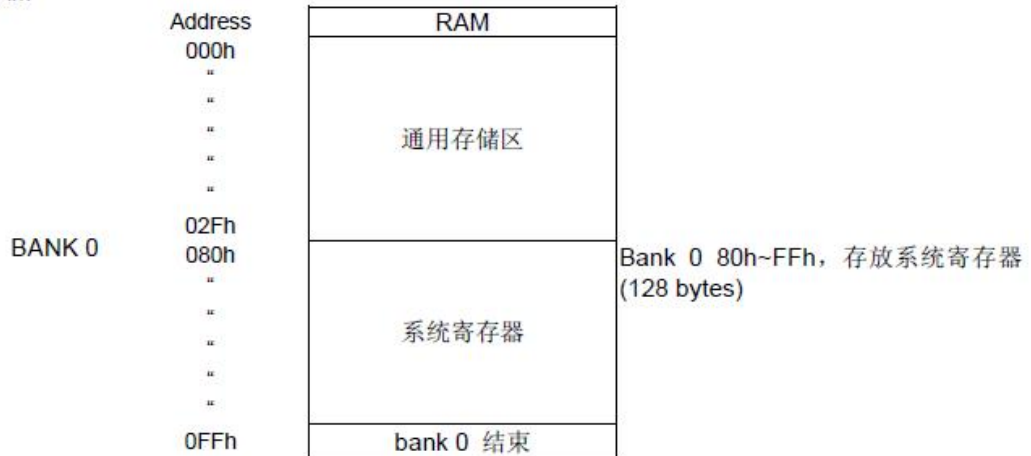 Address RAM
000h
“
“
“
通用存储区
“
“
02Fh
BANK 0
080h
Bank 0 80h~FFh，存放系统寄存器
“
(128 bytes)
“
“
系统寄存器
“
“
0FFh bank 0 结束